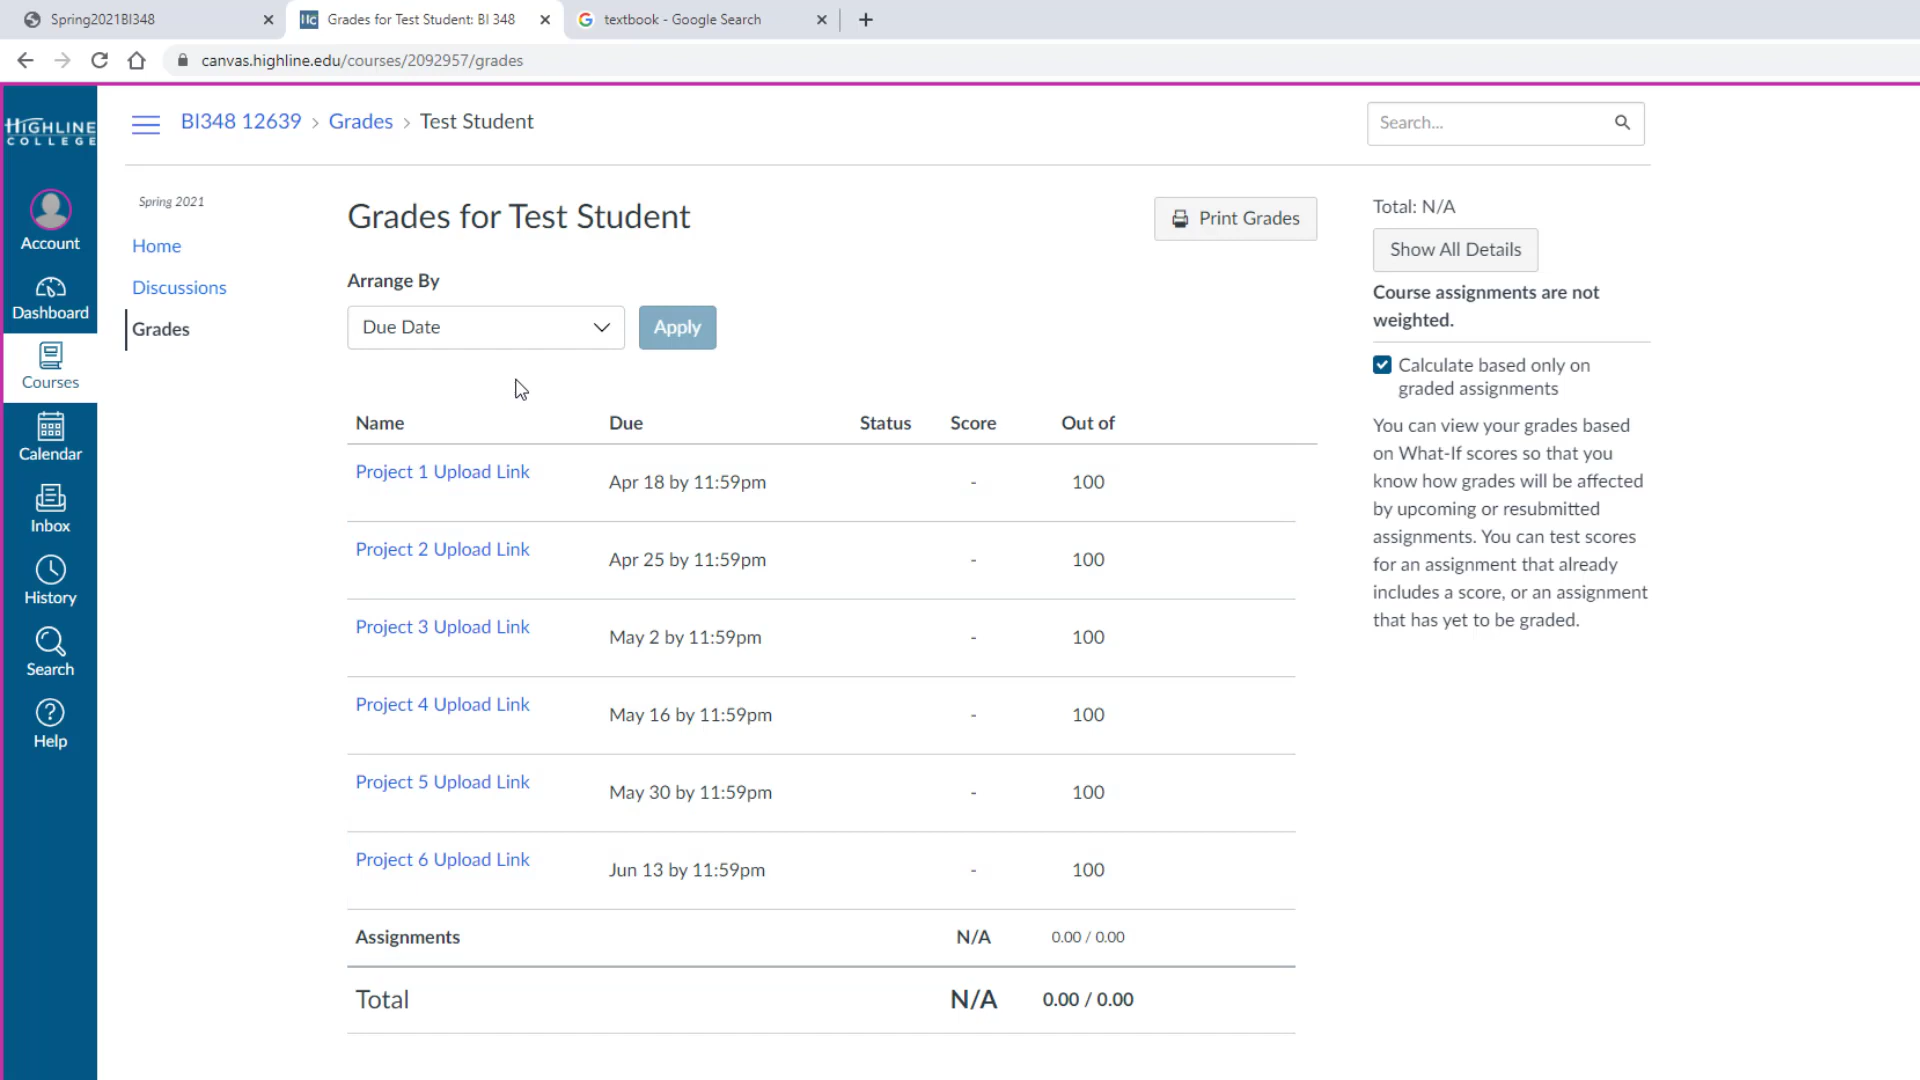 Spring2021BI348
Grades for Test Student: BI 348
textbook - Google Search
canvas.highline.edu/courses/2092957/grades
HIGHLINE
COLLEGE
Account
Dashboard
Courses
Calendar
Inbox
History
Search
Help
BI348 12639 › Grades › Test Student
Search...
Spring 2021
Home
Discussions
Grades
Grades for Test Student
Print Grades
Arrange By
Due Date
Apply
Name Due Status Score Out of
Project 1 Upload Link Apr 18 by 11:59pm - 100
Project 2 Upload Link Apr 25 by 11:59pm - 100
Project 3 Upload Link May 2 by 11:59pm - 100
Project 4 Upload Link May 16 by 11:59pm - 100
Project 5 Upload Link May 30 by 11:59pm - 100
Project 6 Upload Link Jun 13 by 11:59pm - 100
Assignments N/A 0.00 / 0.00
Total N/A 0.00 / 0.00
Total: N/A
Show All Details
Course assignments are not
weighted.
Calculate based only on
graded assignments
You can view your grades based
on What-If scores so that you
know how grades will be affected
by upcoming or resubmitted
assignments. You can test scores
for an assignment that already
includes a score, or an assignment
that has yet to be graded.